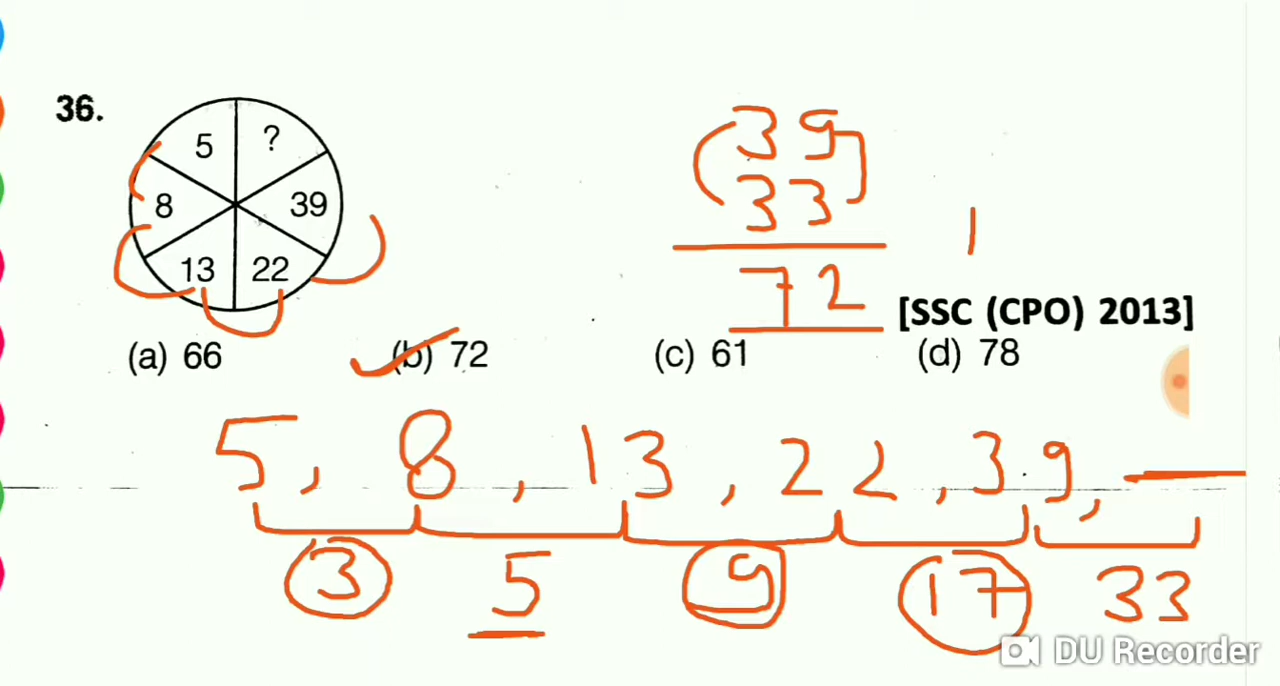 36.
5 ?
8 39
13 22
39
33
72
1
[SSC (CPO) 2013]
(a) 66 (b) 72 (c) 61 (d) 78
5, 8, 13, 22, 39,
3 5 9 17 33
DU Recorder